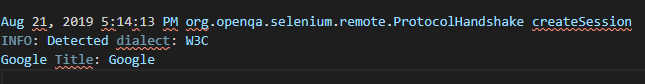 Aug 21, 2019 5:14:13 PM org.openqa.selenium.remote.ProtocolHandshake createSession
INFO: Detected dialect: W3C
Google Title: Google